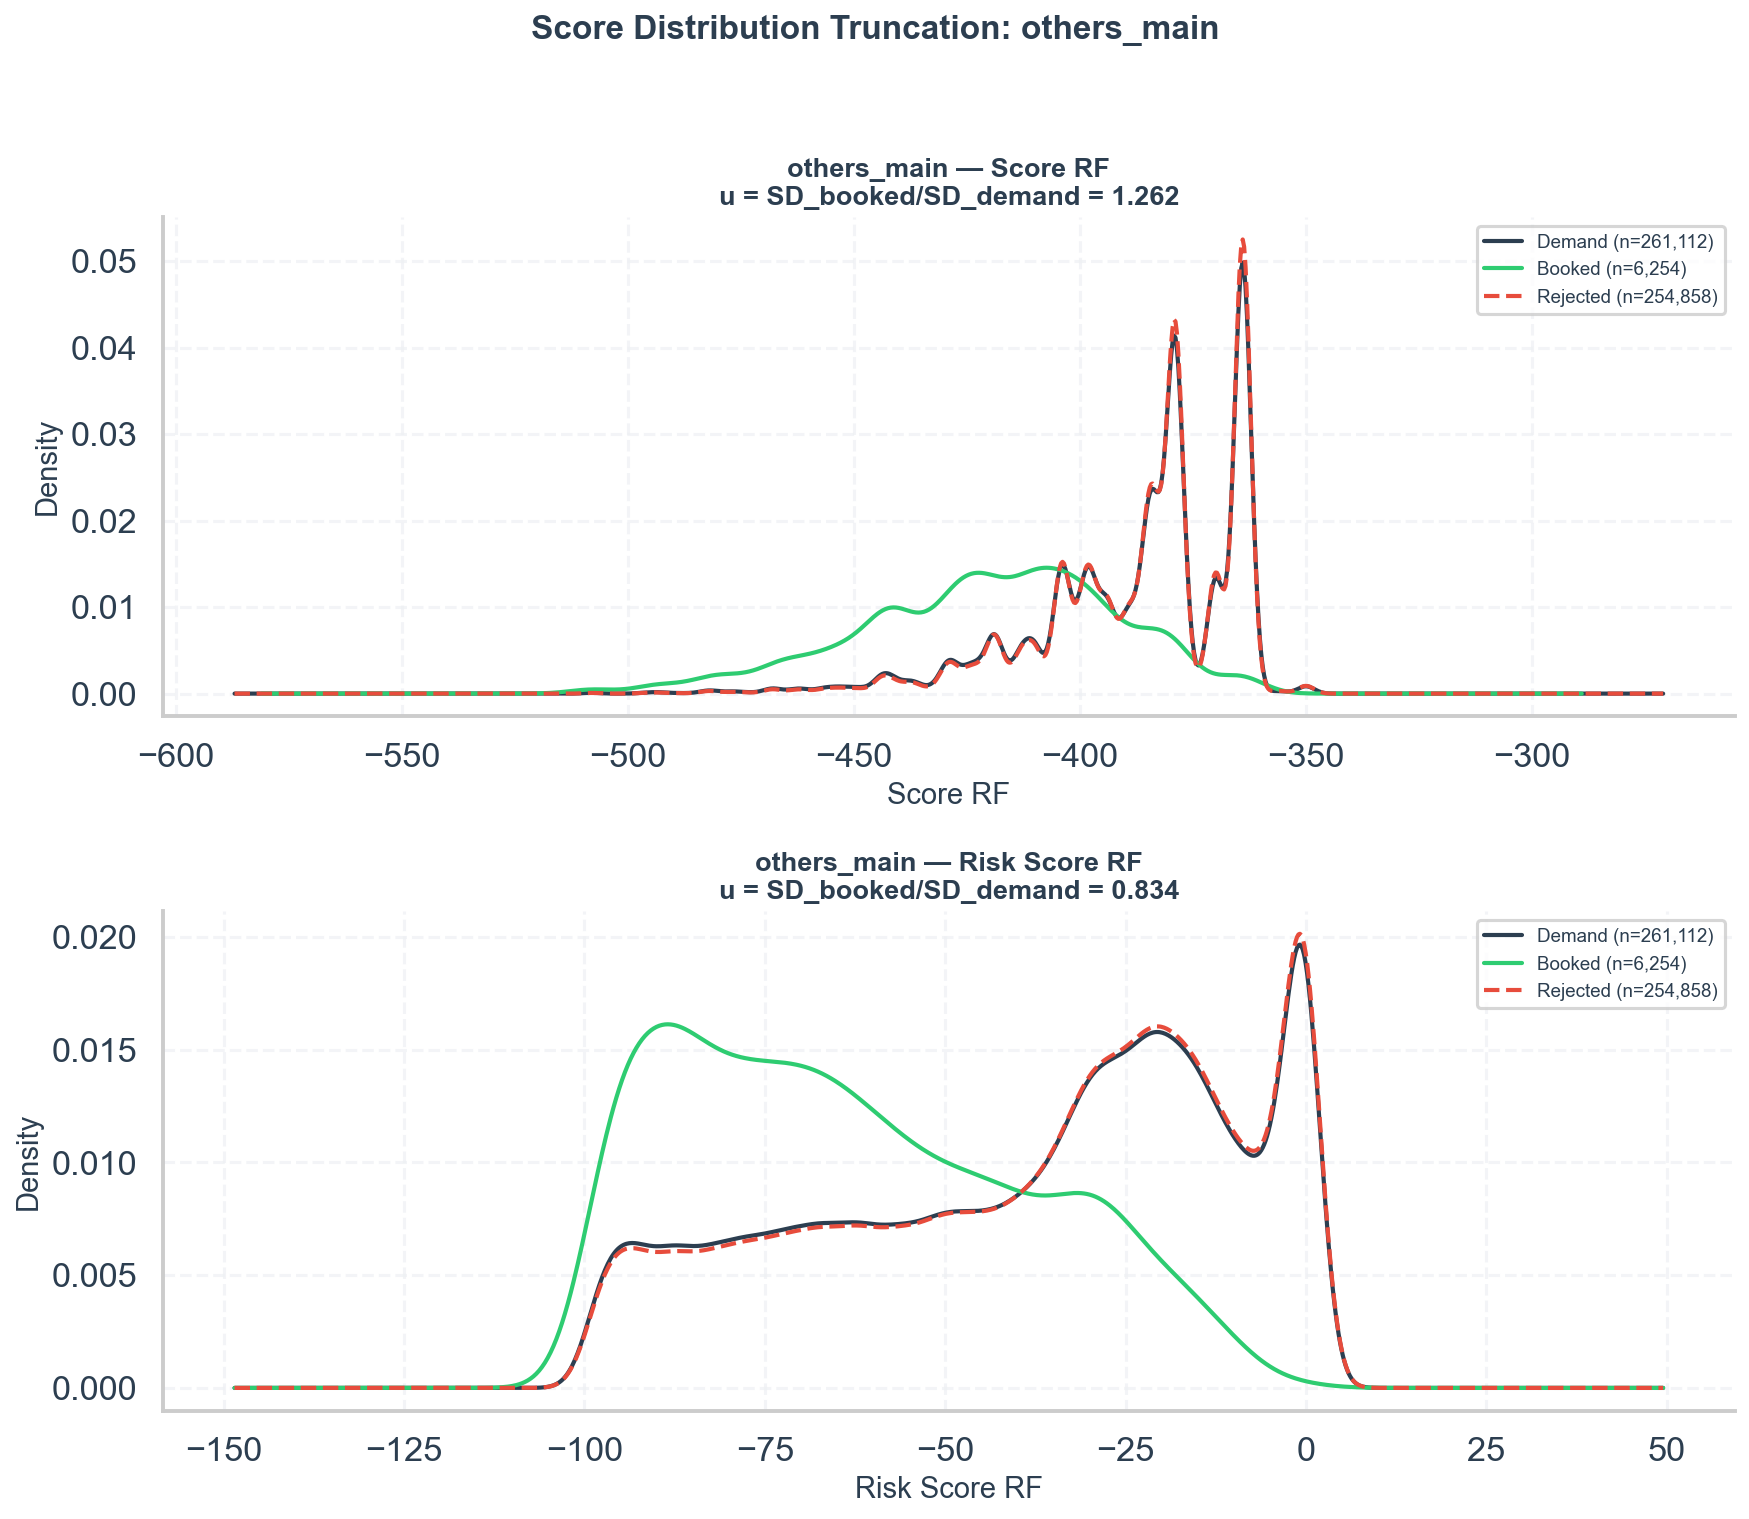 Score Distribution Truncation: others_main
others_main — Score RF
u = SD_booked/SD_demand = 1.262
Demand (n=261,112)
Booked (n=6,254)
Rejected (n=254,858)
0.05
0.04
0.03
0.02
0.01
0.00
Density
−600 −550 −500 −450 −400 −350 −300
Score RF
others_main — Risk Score RF
u = SD_booked/SD_demand = 0.834
Demand (n=261,112)
Booked (n=6,254)
Rejected (n=254,858)
0.020
0.015
0.010
0.005
0.000
Density
−150 −125 −100 −75 −50 −25 0 25 50
Risk Score RF